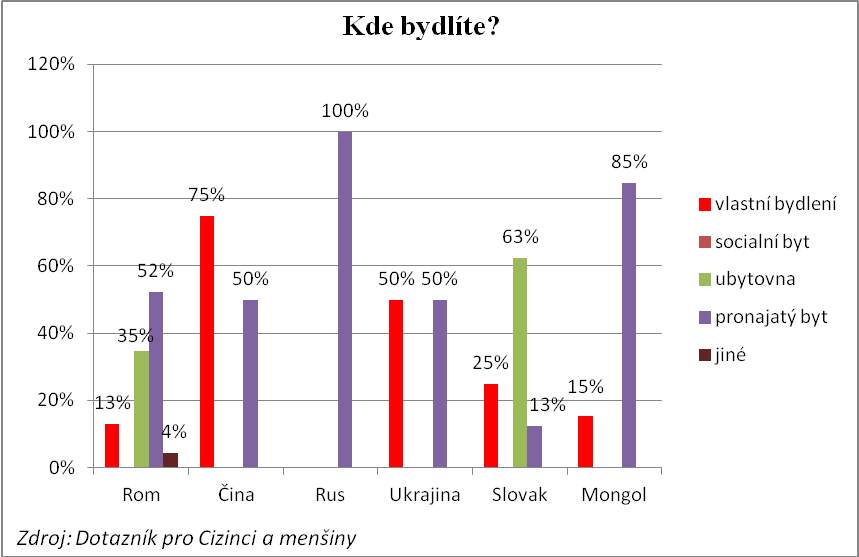 Kde bydlíte?
120%
100%
80%
60%
40%
20%
0%
13%
35%
52%
4%
75%
50%
100%
50%
50%
25%
63%
13%
15%
85%
Rom
Čina
Rus
Ukrajina
Slovak
Mongol
vlastní bydlení
socialní byt
ubytovna
pronajatý byt
jiné
Zdroj: Dotazník pro Cizinci a menšiny